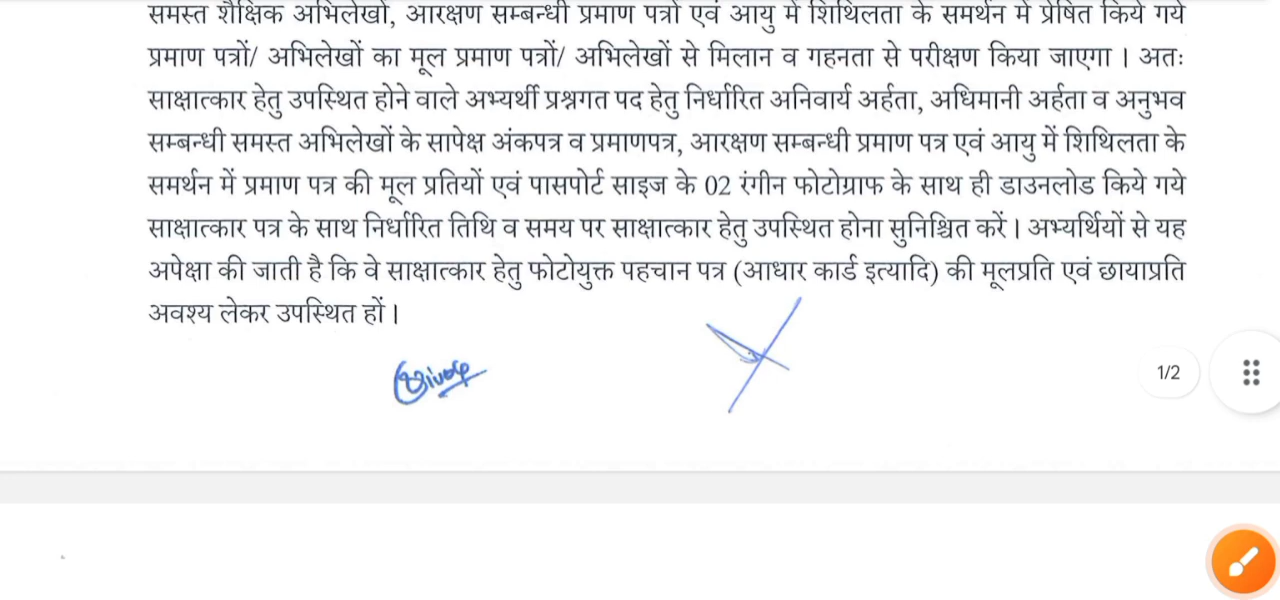 समस्त शैक्षिक अभिलेखों, आरक्षण सम्बन्धी प्रमाण पत्रों एवं आयु में शिथिलता के समर्थन में प्रेषित किये गये
प्रमाण पत्रों/ अभिलेखों का मूल प्रमाण पत्रों/ अभिलेखों से मिलान व गहनता से परीक्षण किया जाएगा । अतः
साक्षात्कार हेतु उपस्थित होने वाले अभ्यर्थी प्रश्नगत पद हेतु निर्धारित अनिवार्य अर्हता, अधिमानी अर्हता व अनुभव
सम्बन्धी समस्त अभिलेखों के सापेक्ष अंकपत्र व प्रमाणपत्र, आरक्षण सम्बन्धी प्रमाण पत्र एवं आयु में शिथिलता के
समर्थन में प्रमाण पत्र की मूल प्रतियों एवं पासपोर्ट साइज के 02 रंगीन फोटोग्राफ के साथ ही डाउनलोड किये गये
साक्षात्कार पत्र के साथ निर्धारित तिथि व समय पर साक्षात्कार हेतु उपस्थित होना सुनिश्चित करें । अभ्यर्थियों से यह
अपेक्षा की जाती है कि वे साक्षात्कार हेतु फोटोयुक्त पहचान पत्र (आधार कार्ड इत्यादि) की मूलप्रति एवं छायाप्रति
अवश्य लेकर उपस्थित हों ।
1/2